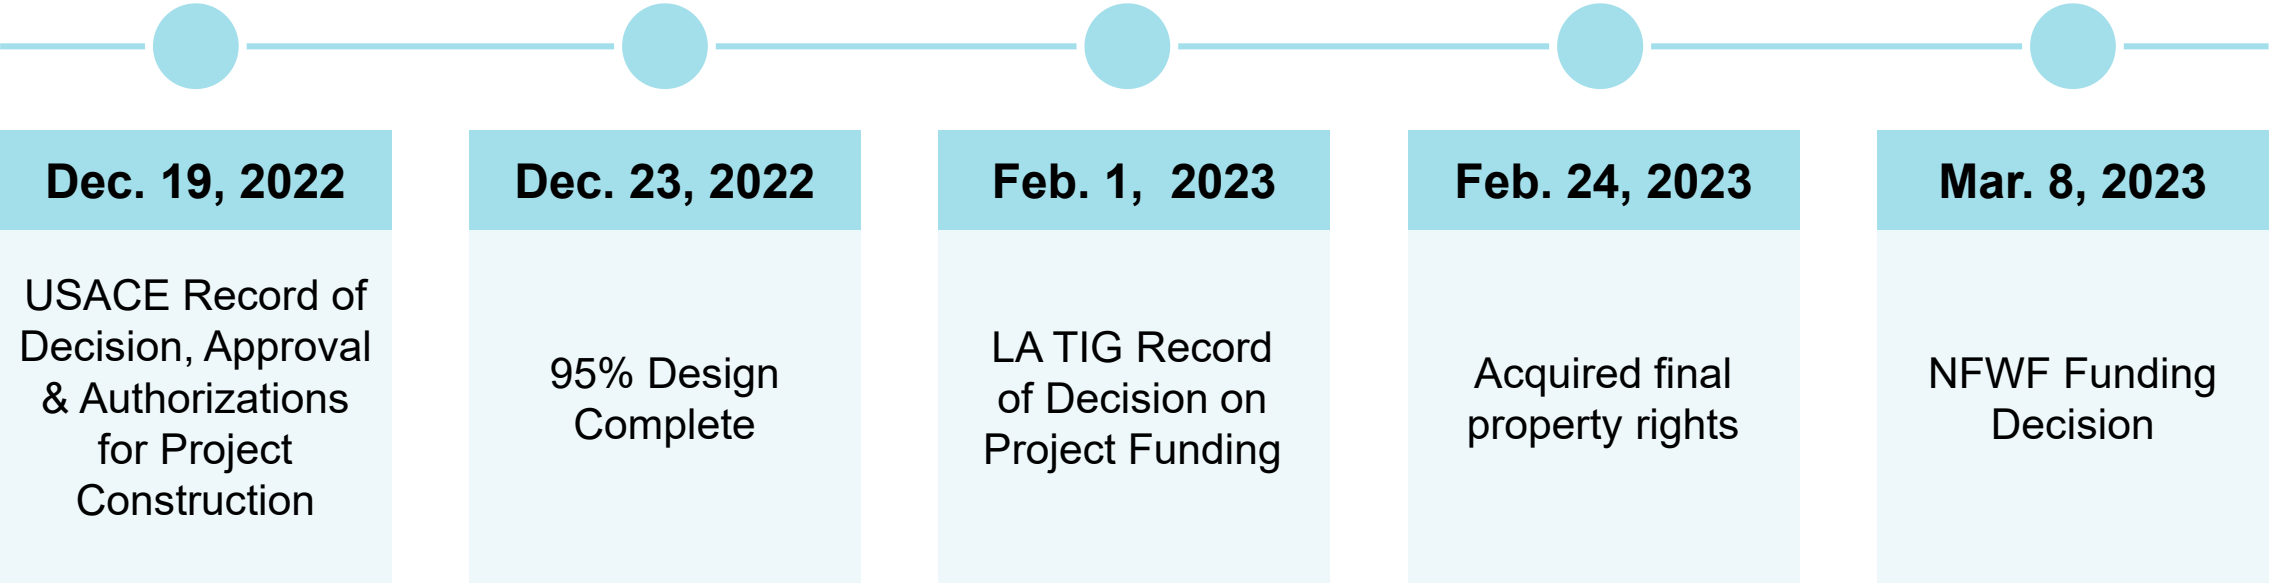 Dec. 19, 2022
USACE Record of
Decision, Approval
& Authorizations
for Project
Construction
Dec. 23, 2022
95% Design
Complete
Feb. 1,  2023
LA TIG Record
of Decision on
Project Funding
Feb. 24, 2023
Acquired final
property rights
Mar. 8, 2023
NFWF Funding
Decision